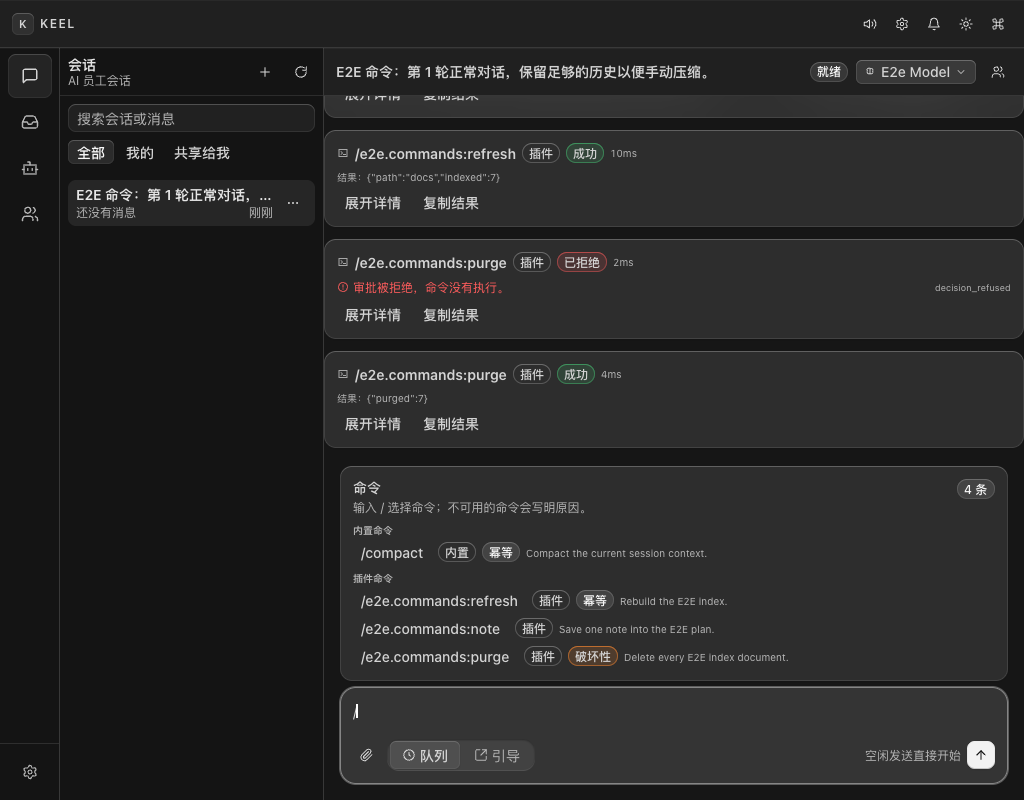 K KEEL
会话
AI 员工会话
搜索会话或消息
全部 我的 共享给我
E2E 命令：第 1 轮正常对话，...
还没有消息 刚刚
E2E 命令：第 1 轮正常对话，保留足够的历史以便手动压缩。
就绪 E2e Model
展开详情 复制结果
/e2e.commands:refresh 插件 成功 10ms
结果：{"path":"docs","indexed":7}
展开详情 复制结果
/e2e.commands:purge 插件 已拒绝 2ms
审批被拒绝，命令没有执行。 decision_refused
展开详情 复制结果
/e2e.commands:purge 插件 成功 4ms
结果：{"purged":7}
展开详情 复制结果
命令 4 条
输入 / 选择命令；不可用的命令会写明原因。
内置命令
/compact 内置 幂等 Compact the current session context.
插件命令
/e2e.commands:refresh 插件 幂等 Rebuild the E2E index.
/e2e.commands:note 插件 Save one note into the E2E plan.
/e2e.commands:purge 插件 破坏性 Delete every E2E index document.
/
队列 引导 空闲发送直接开始